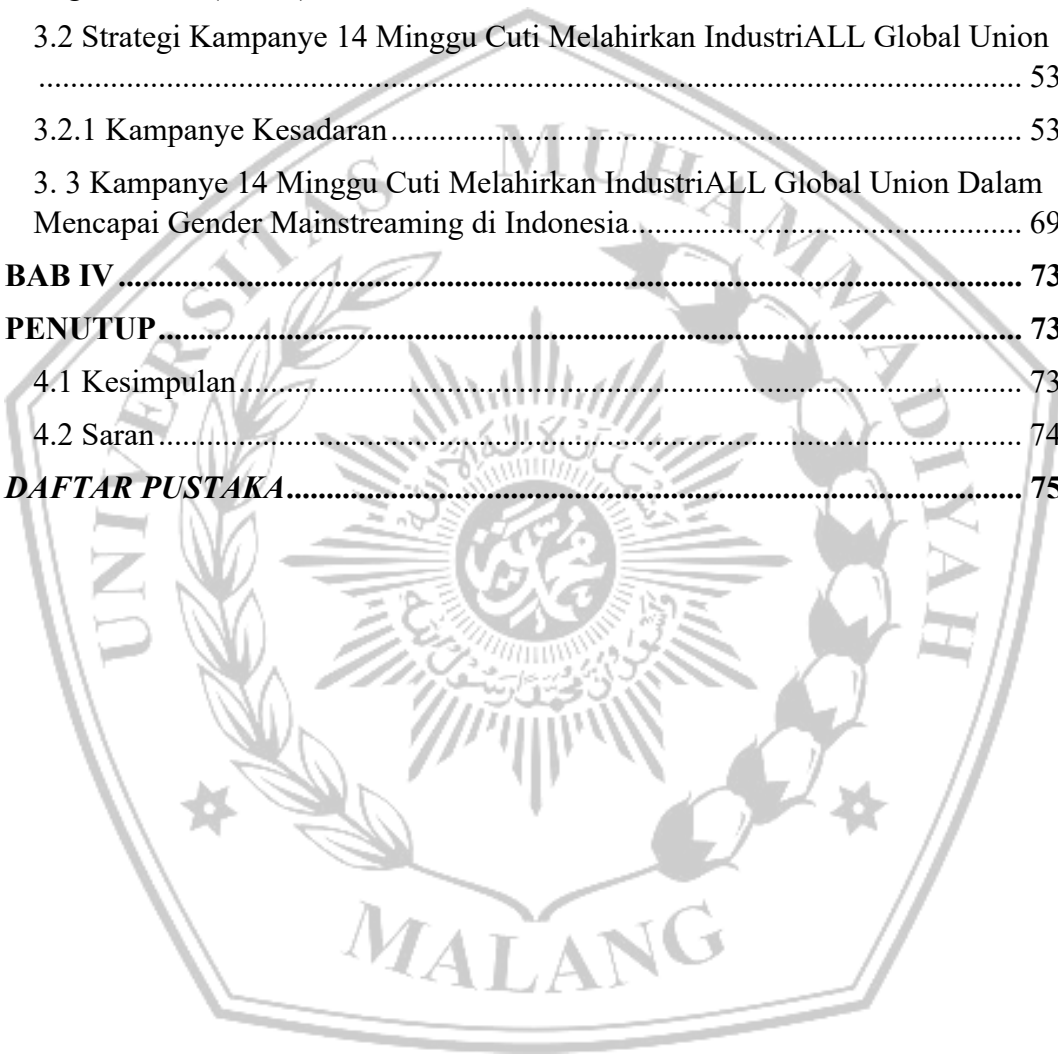 3.2 Strategi Kampanye 14 Minggu Cuti Melahirkan IndustriALL Global Union
.................................................................................................................. 53
3.2.1 Kampanye Kesadaran............................................................................... 53
3. 3 Kampanye 14 Minggu Cuti Melahirkan IndustriALL Global Union Dalam
Mencapai Gender Mainstreaming di Indonesia................................................. 69
BAB IV................................................................................................................. 73
PENUTUP............................................................................................................ 73
4.1 Kesimpulan.................................................................................................. 73
4.2 Saran............................................................................................................ 74
DAFTAR PUSTAKA............................................................................................ 75
UNIVERSITAS MUHAMMADIYAH
MALANG